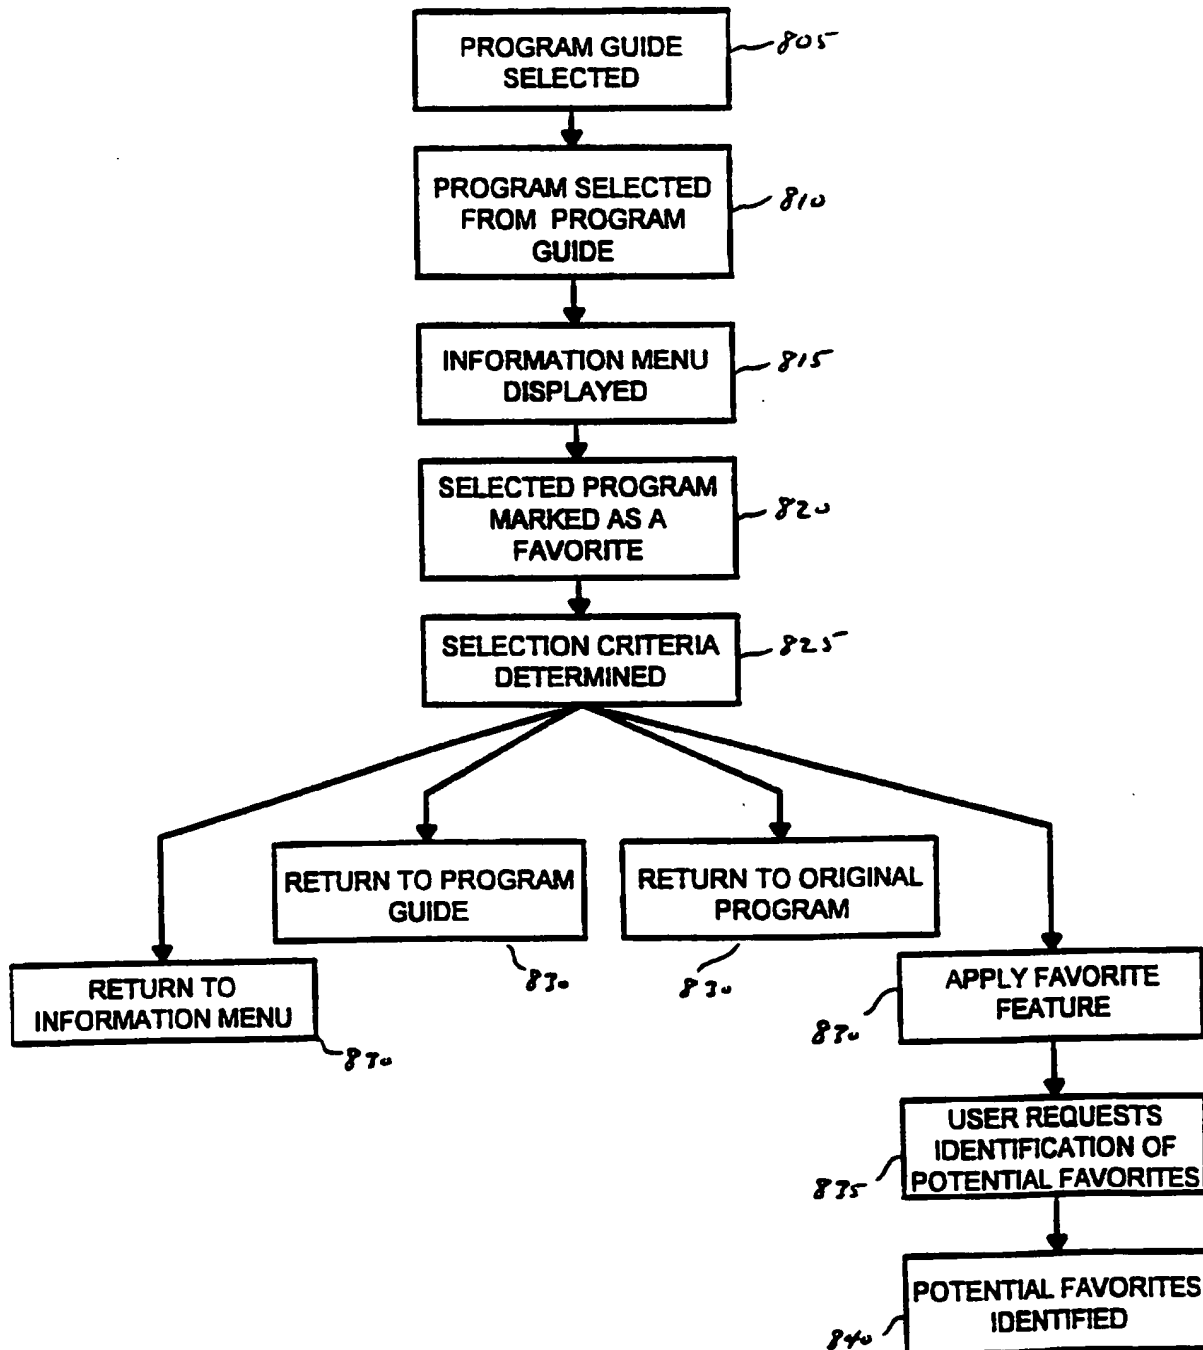 PROGRAM GUIDE
SELECTED
805
PROGRAM SELECTED
FROM PROGRAM
GUIDE
810
INFORMATION MENU
DISPLAYED
815
SELECTED PROGRAM
MARKED AS A
FAVORITE
820
SELECTION CRITERIA
DETERMINED
825
RETURN TO PROGRAM
GUIDE
830
RETURN TO ORIGINAL
PROGRAM
830
RETURN TO
INFORMATION MENU
830
APPLY FAVORITE
FEATURE
830
USER REQUESTS
IDENTIFICATION OF
POTENTIAL FAVORITES
835
POTENTIAL FAVORITES
IDENTIFIED
840